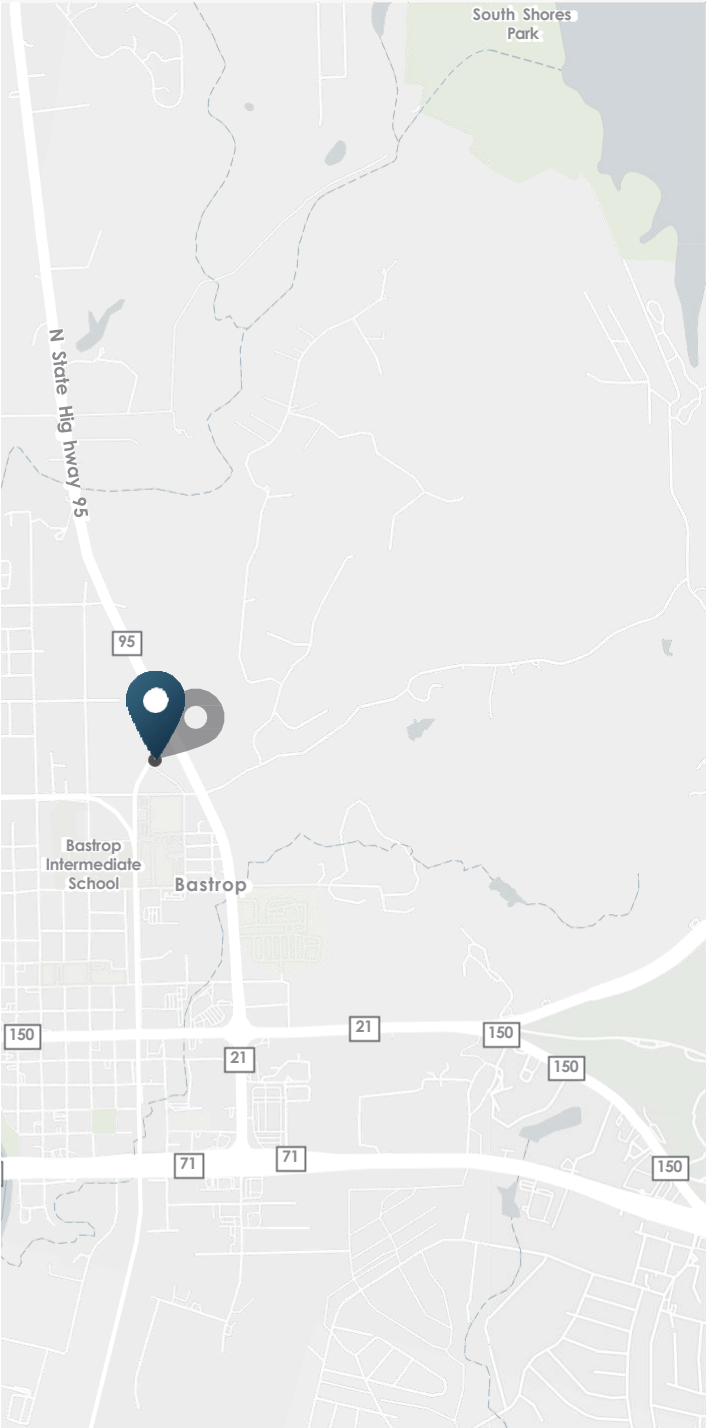 South Shores
Park
N State Hig hway 95
95
Bastrop
Intermediate
School
Bastrop
150
21
150
21
150
71
71
150